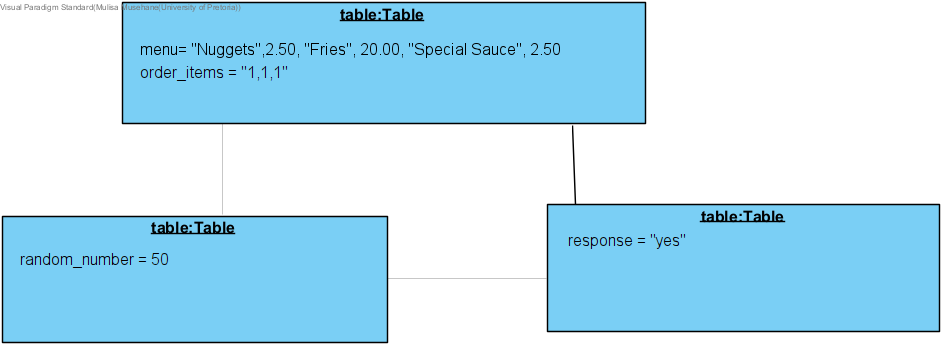 Visual Paradigm Standard(Mulisa Musehane(University of Pretoria))
table:Table
menu= "Nuggets",2.50, "Fries", 20.00, "Special Sauce", 2.50
order_items = "1,1,1"
table:Table
random_number = 50
table:Table
response = "yes"